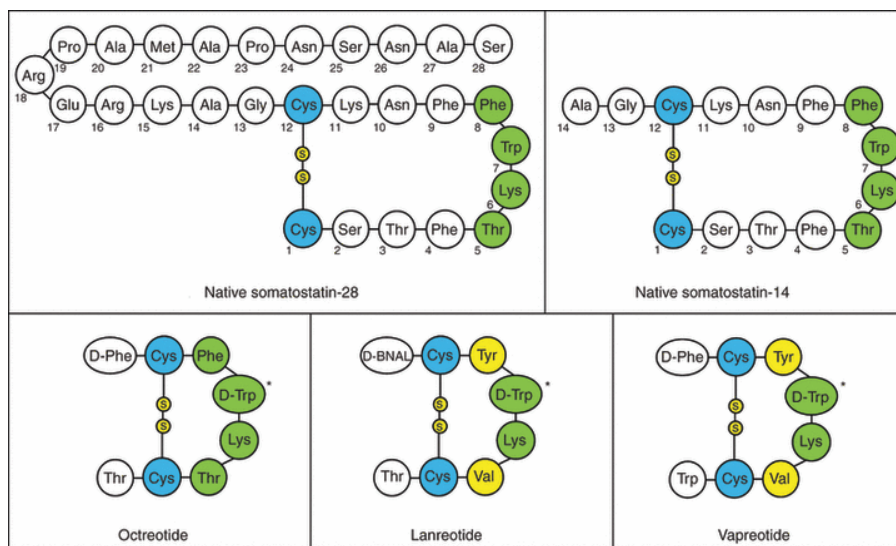 Pro Ala Met Ala Pro Asn Ser Asn Ala Ser
19 20 21 22 23 24 25 26 27 28
Arg
18
Glu Arg Lys Ala Gly Cys Lys Asn Phe Phe
17 16 15 14 13 12 11 10 9 8
Trp
7
S
S
Lys
6
Cys Ser Thr Phe Thr
1 2 3 4 5
Native somatostatin-28
Ala Gly Cys Lys Asn Phe Phe
14 13 12 11 10 9 8
Trp
7
S
S
Lys
6
Cys Ser Thr Phe Thr
1 2 3 4 5
Native somatostatin-14
D-Phe Cys Phe
D-Trp *
S
S
Lys
Thr Cys Thr
Octreotide
D-BNAL Cys Tyr
D-Trp *
S
S
Lys
Thr Cys Val
Lanreotide
D-Phe Cys Tyr
D-Trp *
S
S
Lys
Trp Cys Val
Vapreotide